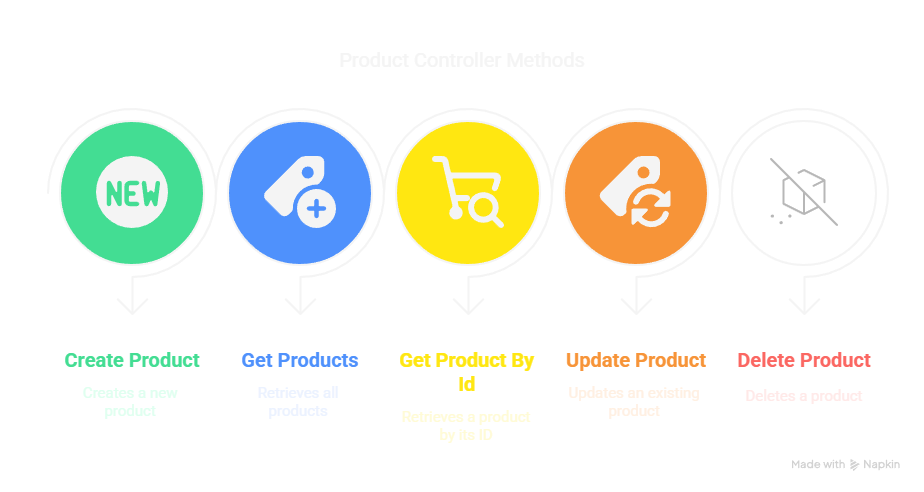 Product Controller Methods
NEW
Create Product
Creates a new
product
Get Products
Retrieves all
products
Get Product By
Id
Retrieves a product
by its ID
Update Product
Updates an existing
product
Delete Product
Deletes a product
Made with Napkin